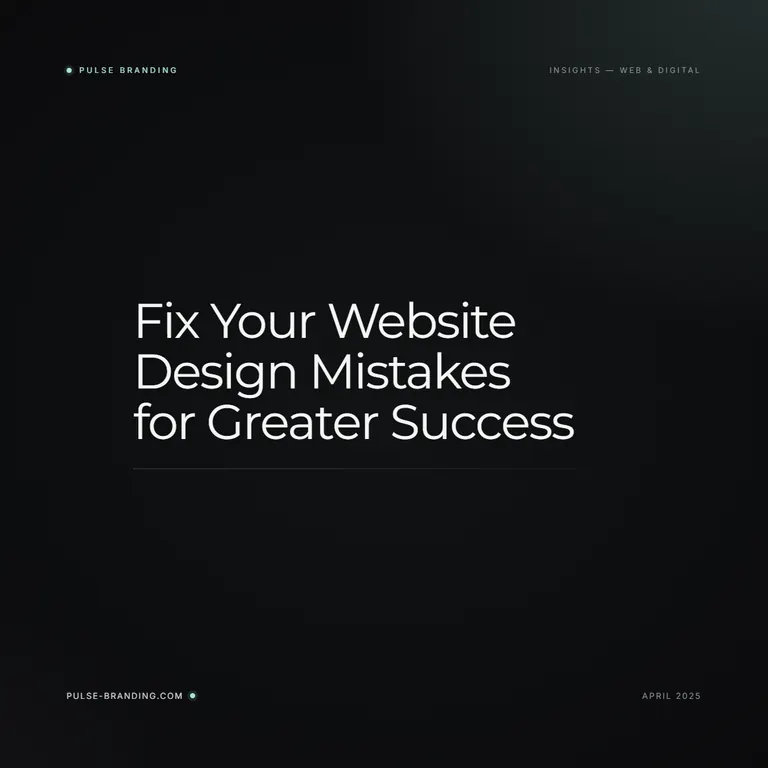 PULSE BRANDING
INSIGHTS — WEB & DIGITAL
Fix Your Website
Design Mistakes
for Greater Success
PULSE-BRANDING.COM
APRIL 2025